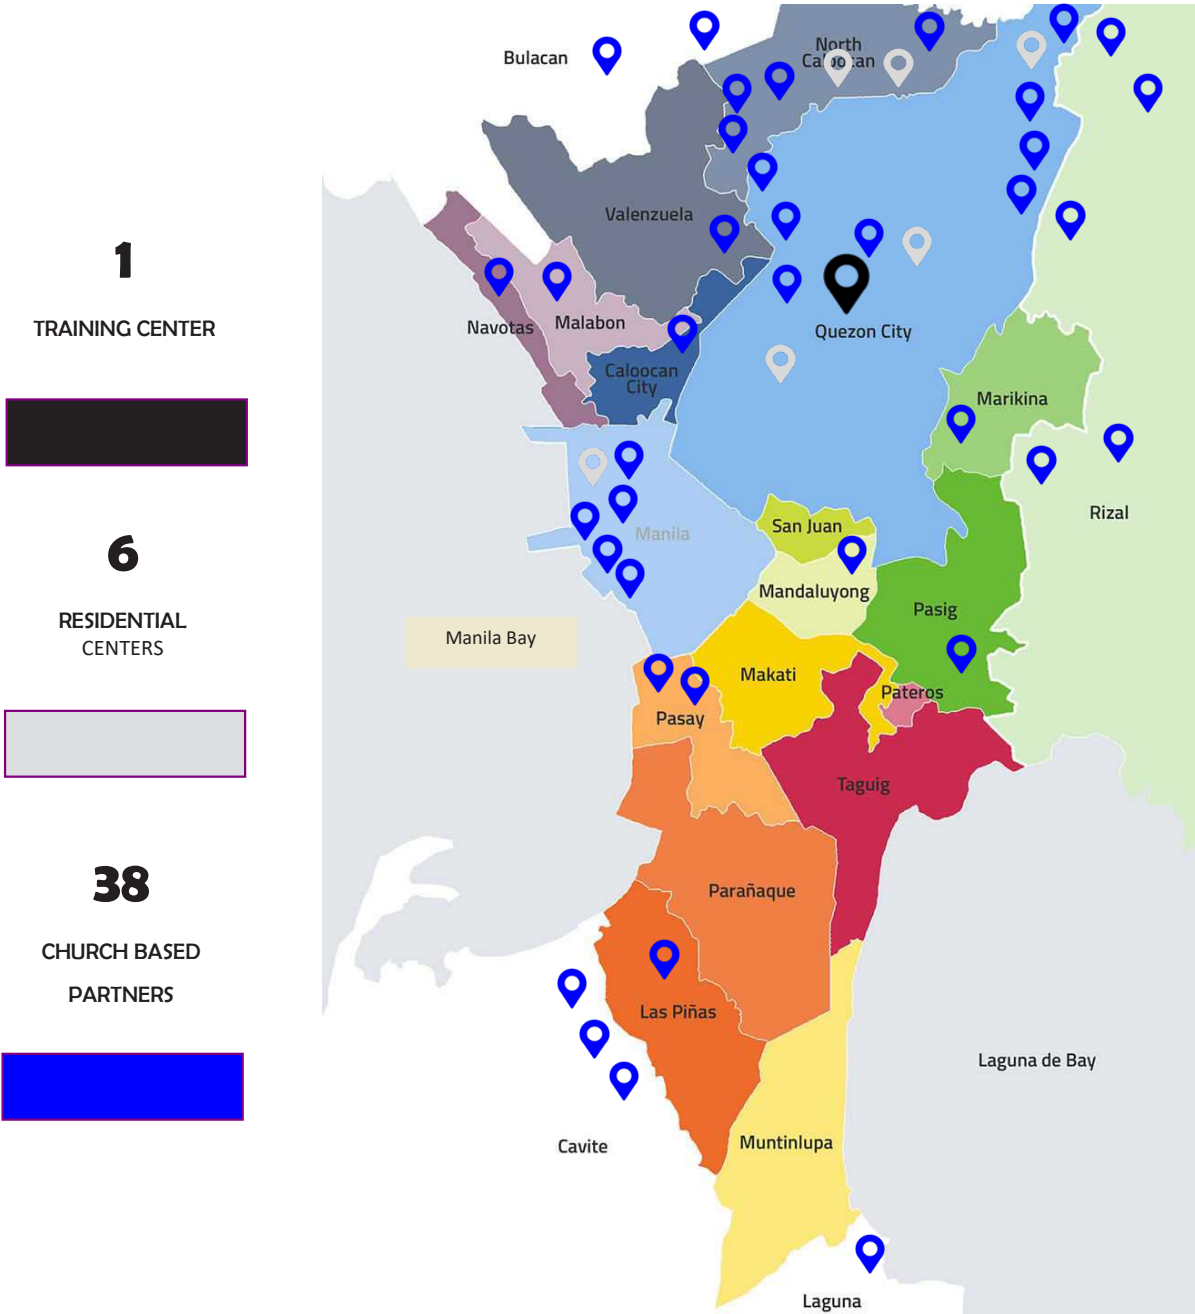 1
TRAINING CENTER
6
RESIDENTIAL
CENTERS
38
CHURCH BASED
PARTNERS
Bulacan
North
Caloocan
Valenzuela
Navotas
Malabon
Caloocan
City
Quezon City
Marikina
Rizal
Manila
San Juan
Mandaluyong
Pasig
Manila Bay
Makati
Pateros
Pasay
Taguig
Parañaque
Las Piñas
Laguna de Bay
Cavite
Muntinlupa
Laguna